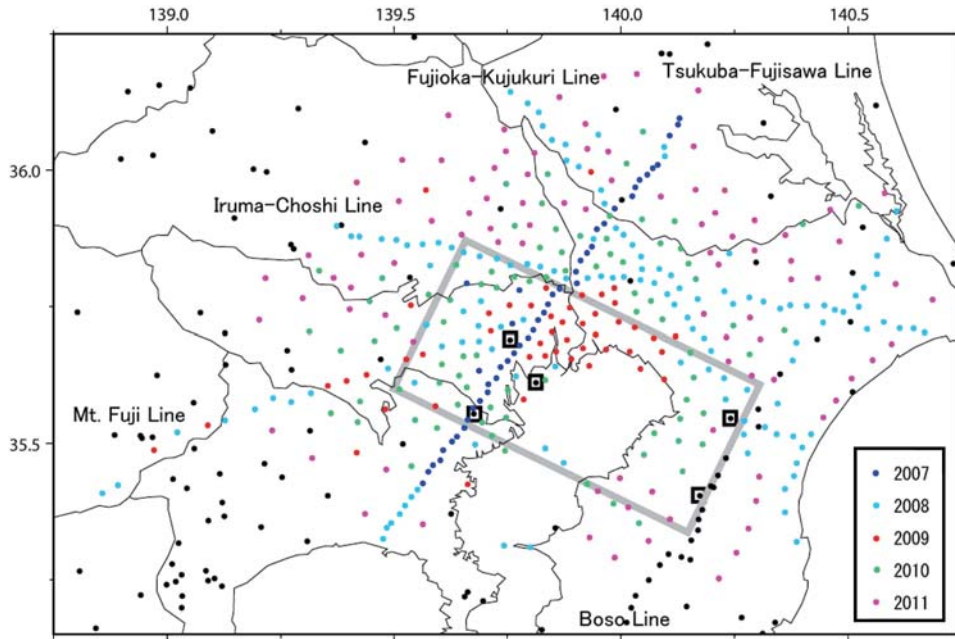 139.0 139.5 140.0 140.5
Fujioka-Kujukuri Line
Tsukuba-Fujisawa Line
36.0
Iruma-Choshi Line
Mt. Fuji Line
35.5
2007
2008
2009
2010
2011
Boso Line